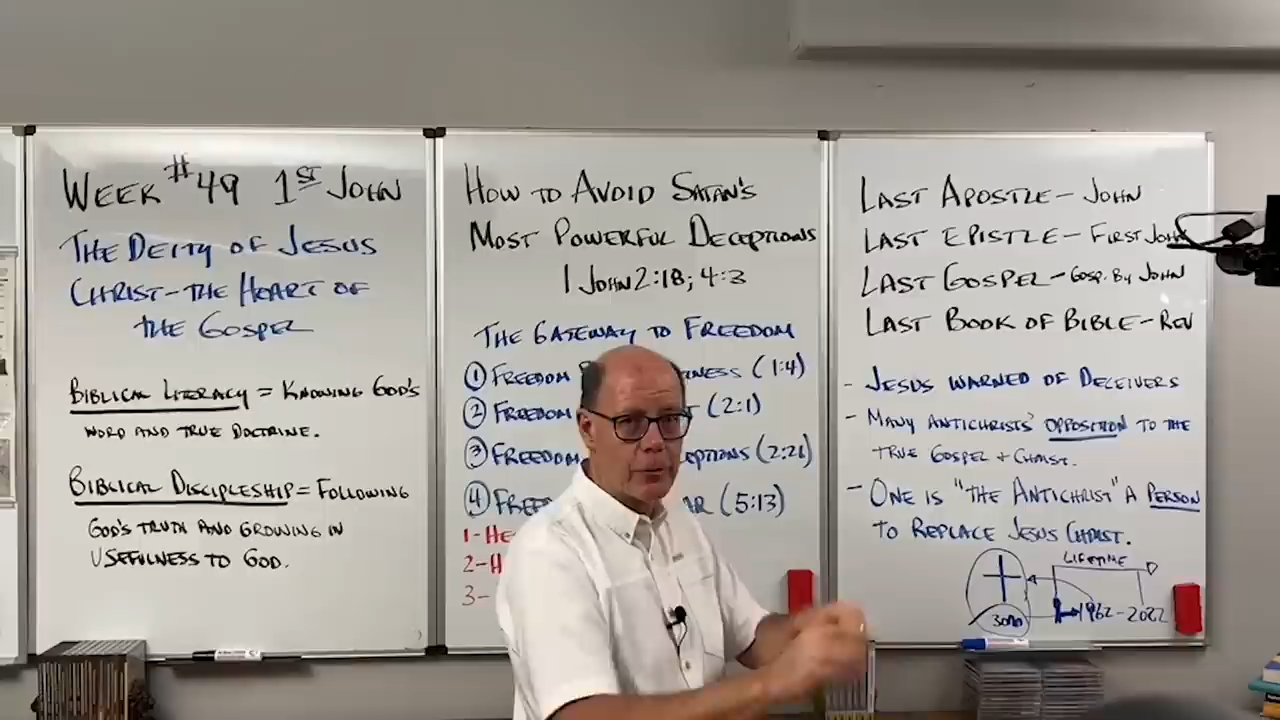 WEEK #49 1ST JOHN
THE DEITY OF JESUS
CHRIST-THE HEART OF
THE GOSPEL
BIBLICAL LITERACY = KNOWING GOD'S
WORD AND TRUE DOCTRINE.
BIBLICAL DISCIPLESHIP = FOLLOWING
GOD'S TRUTH AND GROWING IN
USEFULNESS TO GOD.
HOW TO AVOID SATAN'S
MOST POWERFUL DECEPTIONS
1 JOHN 2:18; 4:3
THE GATEWAY TO FREEDOM
① FREEDOM (1:4)
② FREEDOM (2:1)
③ FREEDOM (2:21)
④ (5:13)
1-
2-
3-
LAST APOSTLE- JOHN
LAST EPISTLE- FIRST JOHN
LAST GOSPEL- GOSP. BY JOHN
LAST BOOK OF BIBLE- REV
- JESUS WARNED OF DECEIVERS
- MANY ANTICHRISTS' OPPOSITION TO THE
TRUE GOSPEL + CHRIST.
- ONE IS "THE ANTICHRIST" A PERSON
TO REPLACE JESUS CHRIST.
LIFETIME
1962-2022